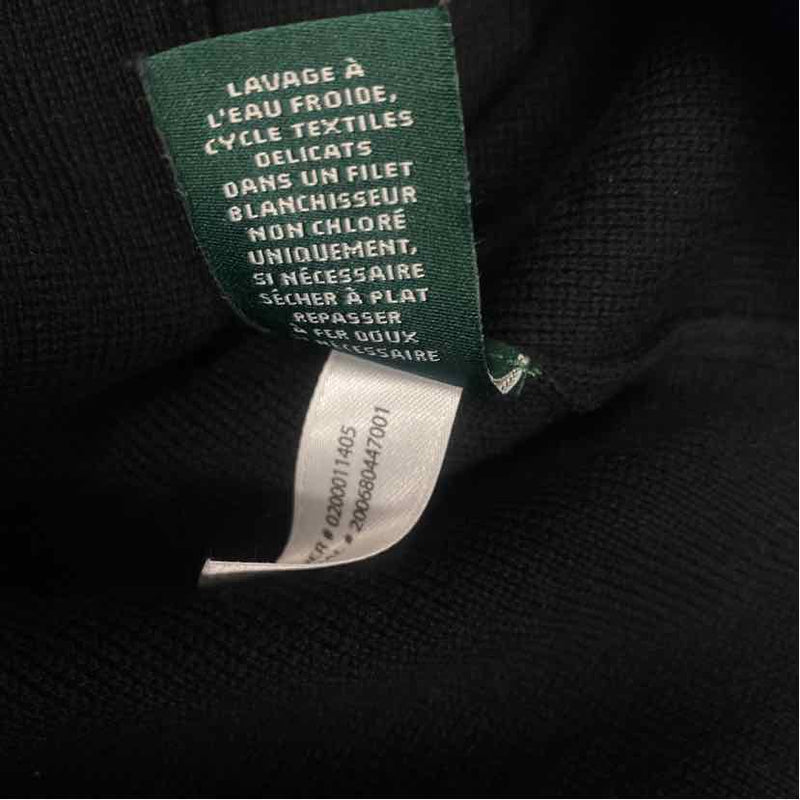 LAVAGE À
L'EAU FROIDE,
CYCLE TEXTILES
DELICATS
DANS UN FILET
BLANCHISSEUR
NON CHLORÉ
UNIQUEMENT,
SI NÉCESSAIRE
SÉCHER À PLAT
REPASSER
À FER DOUX
SI NÉCESSAIRE
# 0200011405
# 200680447001